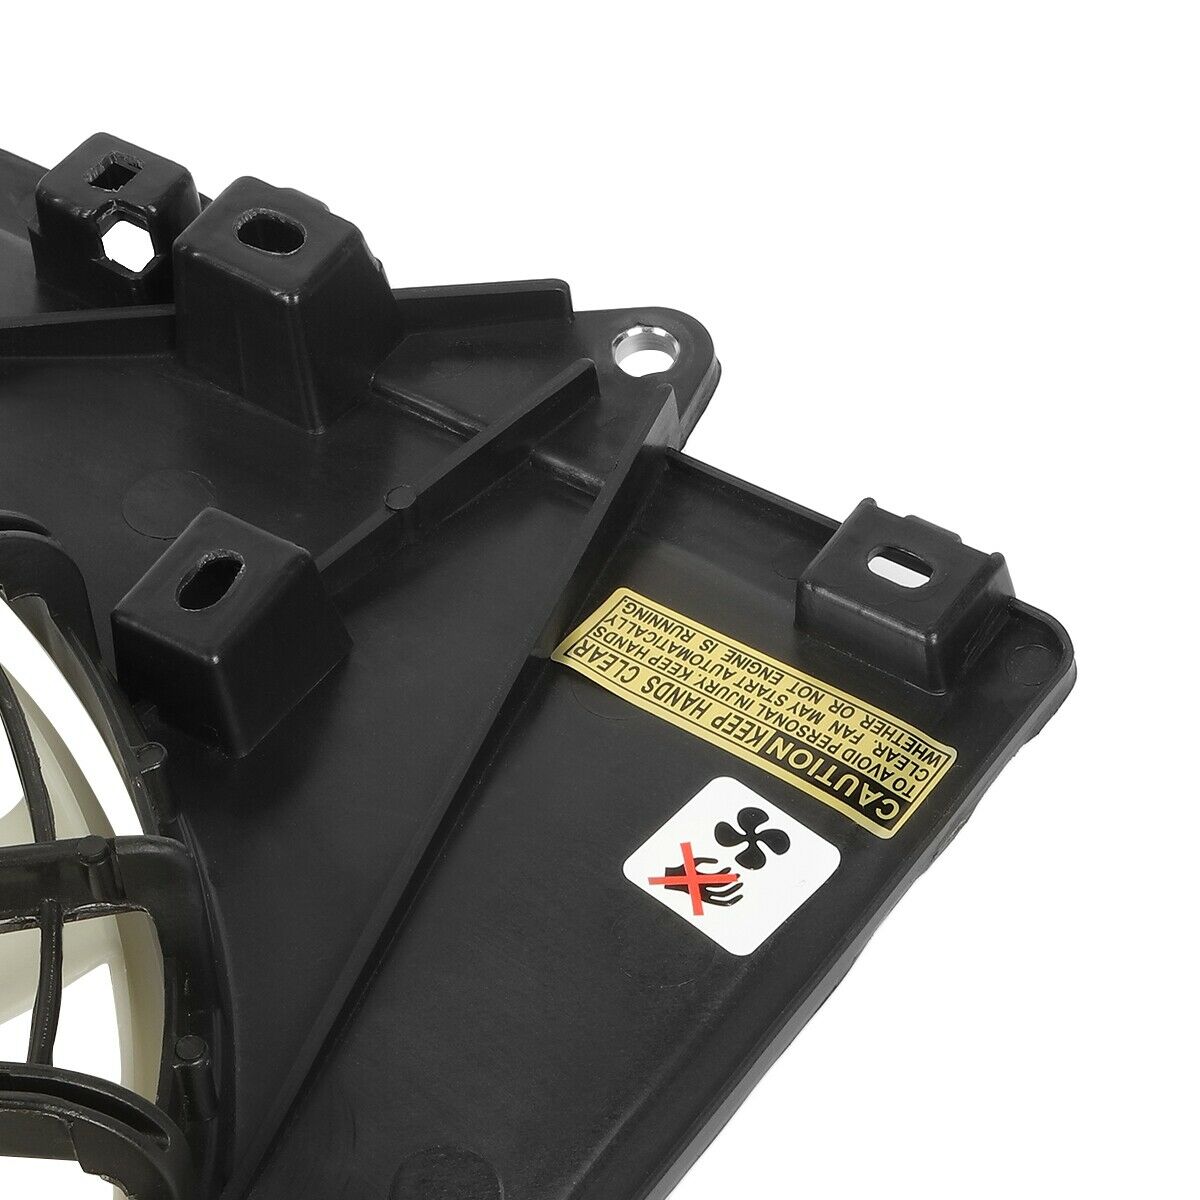 CAUTION KEEP HANDS CLEAR
TO AVOID PERSONAL INJURY, KEEP HANDS
CLEAR. FAN MAY START AUTOMATICALLY
WHETHER OR NOT ENGINE IS RUNNING.